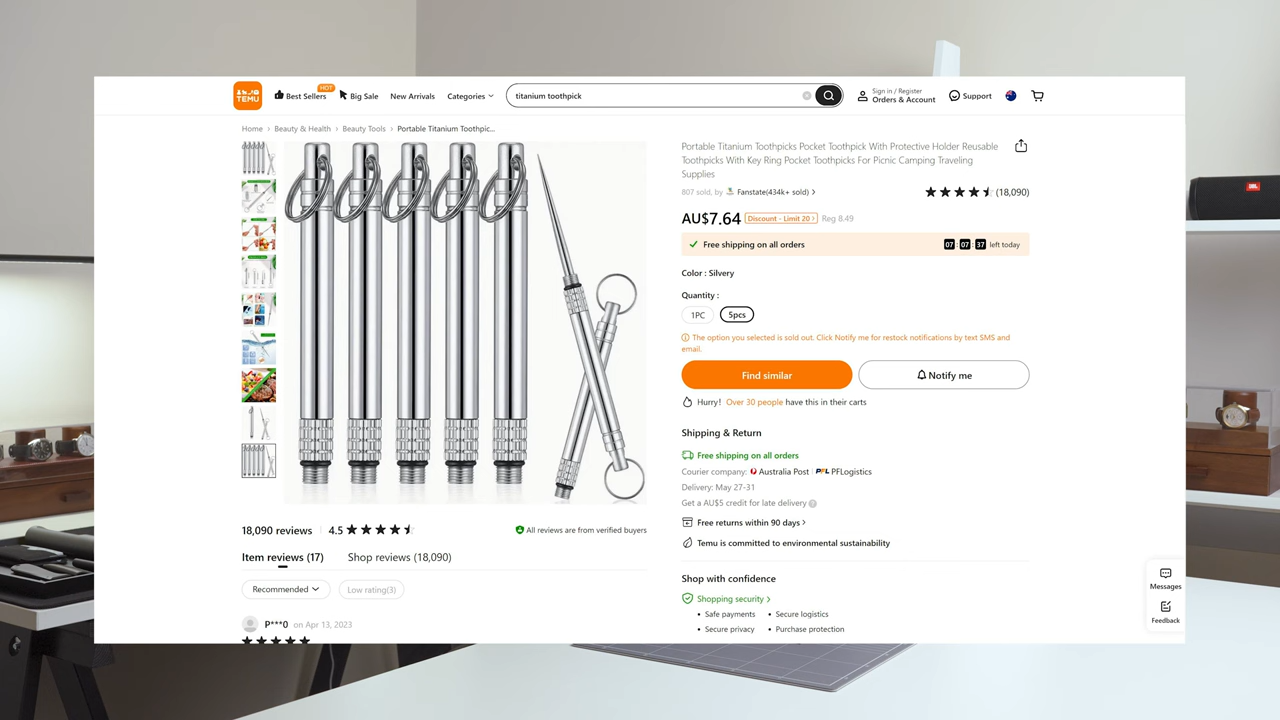 TEMU
Best Sellers
HOT
Big Sale
New Arrivals
Categories
titanium toothpick
Sign in / Register
Orders & Account
Support
Home > Beauty & Health > Beauty Tools > Portable Titanium Toothpic...
Portable Titanium Toothpicks Pocket Toothpick With Protective Holder Reusable
Toothpicks With Key Ring Pocket Toothpicks For Picnic Camping Traveling
Supplies
807 sold, by Fanstate(434k+ sold) >
(18,090)
AU$7.64 Discount - Limit 20 > Reg 8.49
Free shipping on all orders
07 : 07 : 37 left today
Color : Silvery
Quantity :
1PC
5pcs
The option you selected is sold out. Click Notify me for restock notifications by text SMS and
email.
Find similar
Notify me
Hurry! Over 30 people have this in their carts
Shipping & Return
Free shipping on all orders
Courier company: Australia Post PFL PFLogistics
Delivery: May 27-31
Get a AU$5 credit for late delivery ?
Free returns within 90 days >
Temu is committed to environmental sustainability
Shop with confidence
Shopping security >
• Safe payments • Secure logistics
• Secure privacy • Purchase protection
18,090 reviews
4.5
All reviews are from verified buyers
Item reviews (17)
Shop reviews (18,090)
Recommended
Low rating(3)
P***0 on Apr 13, 2023
Messages
Feedback
JBL